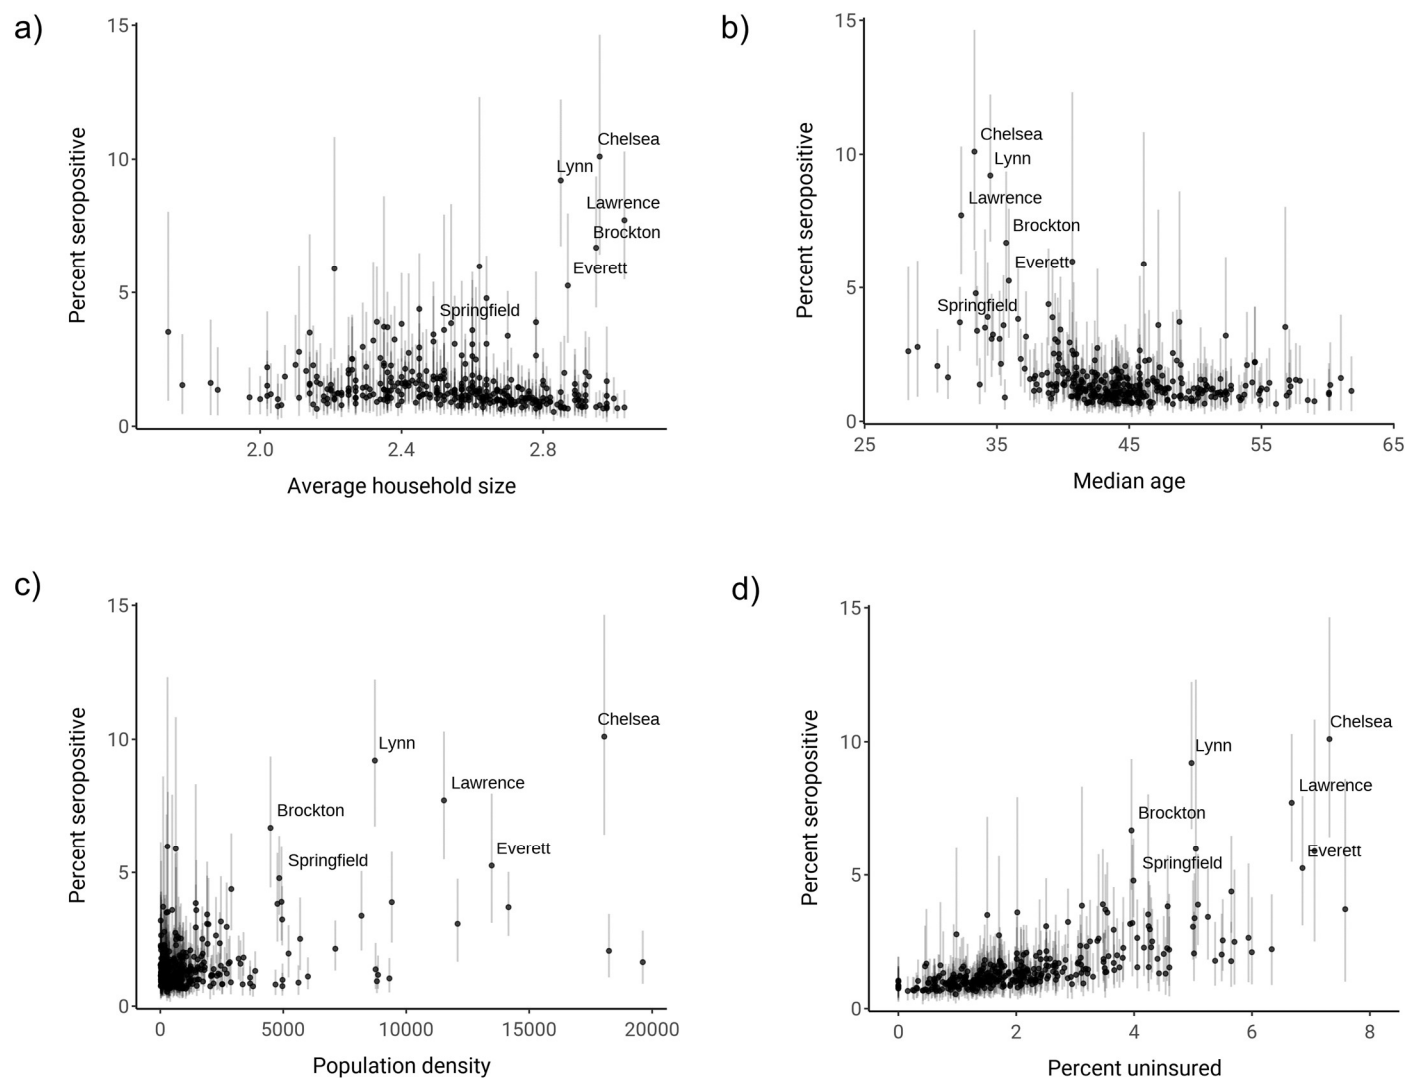 a)
15
10
5
0
Percent seropositive
Chelsea
Lynn
Lawrence
Brockton
Everett
Springfield
2.0 2.4 2.8
Average household size
b)
15
10
5
0
Percent seropositive
Chelsea
Lynn
Lawrence
Brockton
Everett
Springfield
25 35 45 55 65
Median age
c)
15
10
5
0
Percent seropositive
Chelsea
Lynn
Lawrence
Brockton
Everett
Springfield
0 5000 10000 15000 20000
Population density
d)
15
10
5
0
Percent seropositive
Chelsea
Lynn
Lawrence
Brockton
Everett
Springfield
0 2 4 6 8
Percent uninsured